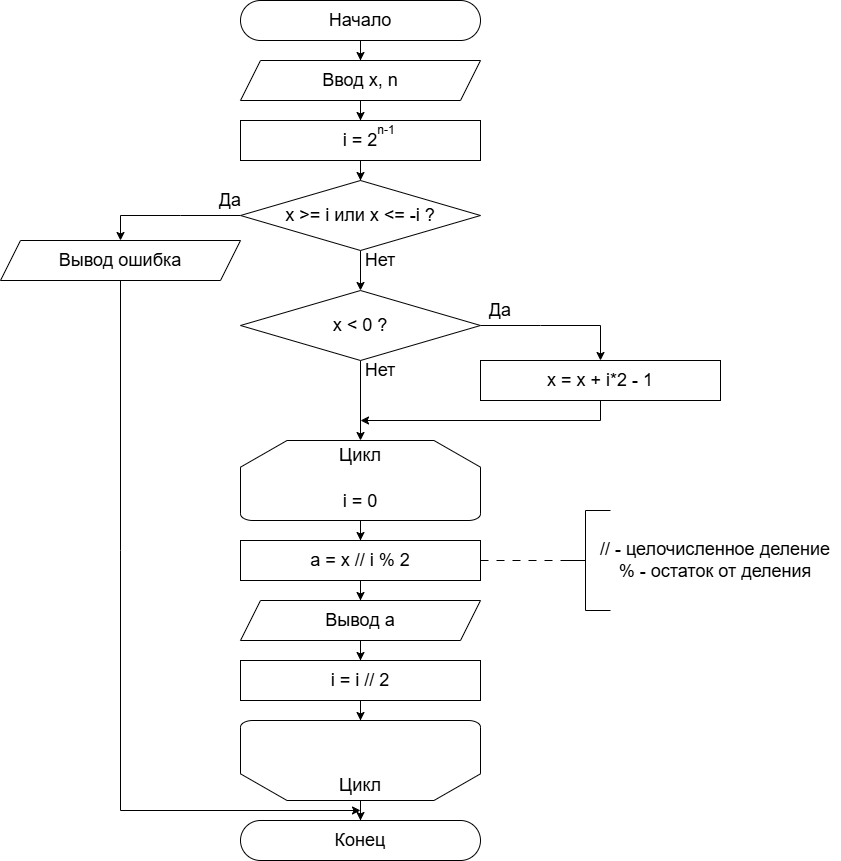 Начало
Ввод x, n
i = 2^n-1
x >= i или x <= -i ?
Да
Нет
Вывод ошибка
x < 0 ?
Да
Нет
x = x + i*2 - 1
Цикл
i = 0
a = x // i % 2
// - целочисленное деление
% - остаток от деления
Вывод a
i = i // 2
Цикл
Конец